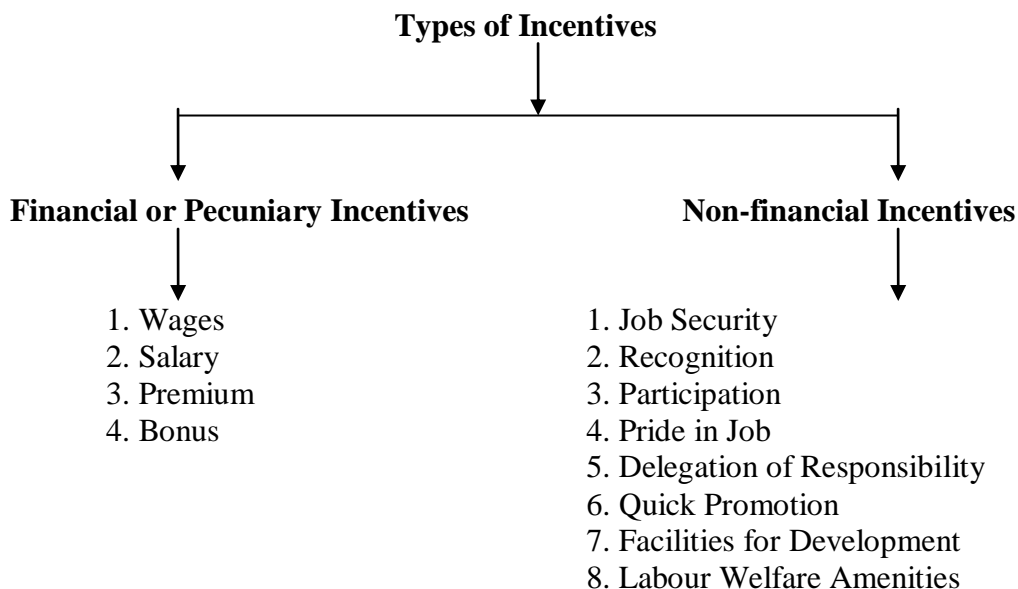 Types of Incentives
Financial or Pecuniary Incentives
1. Wages
2. Salary
3. Premium
4. Bonus
Non-financial Incentives
1. Job Security
2. Recognition
3. Participation
4. Pride in Job
5. Delegation of Responsibility
6. Quick Promotion
7. Facilities for Development
8. Labour Welfare Amenities